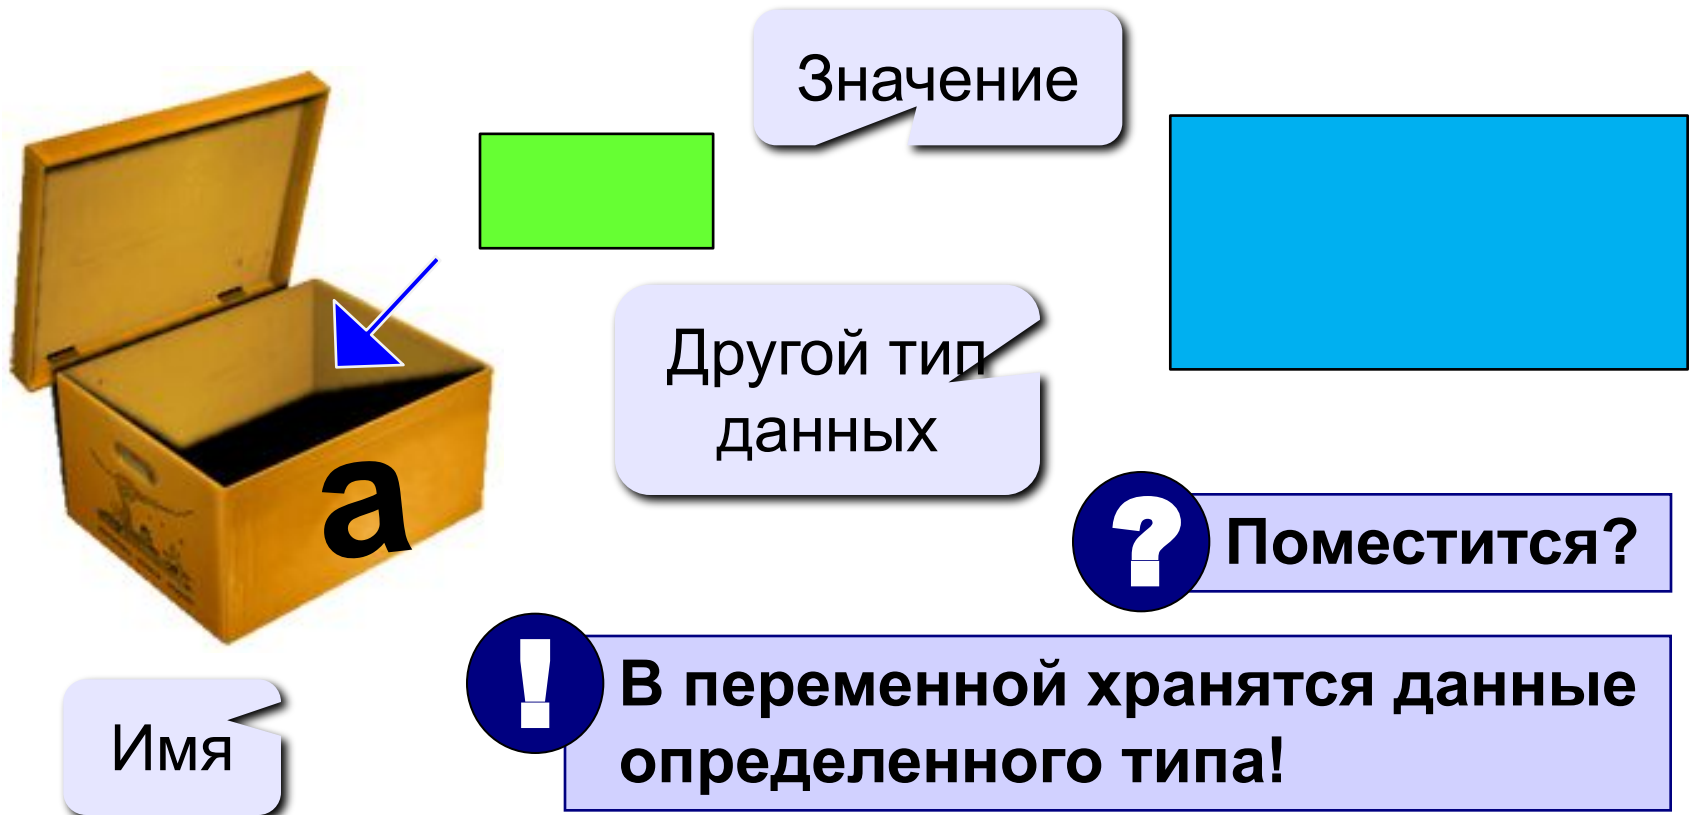 Значение
Другой тип
данных
a
? Поместится?
! В переменной хранятся данные
определенного типа!
Имя